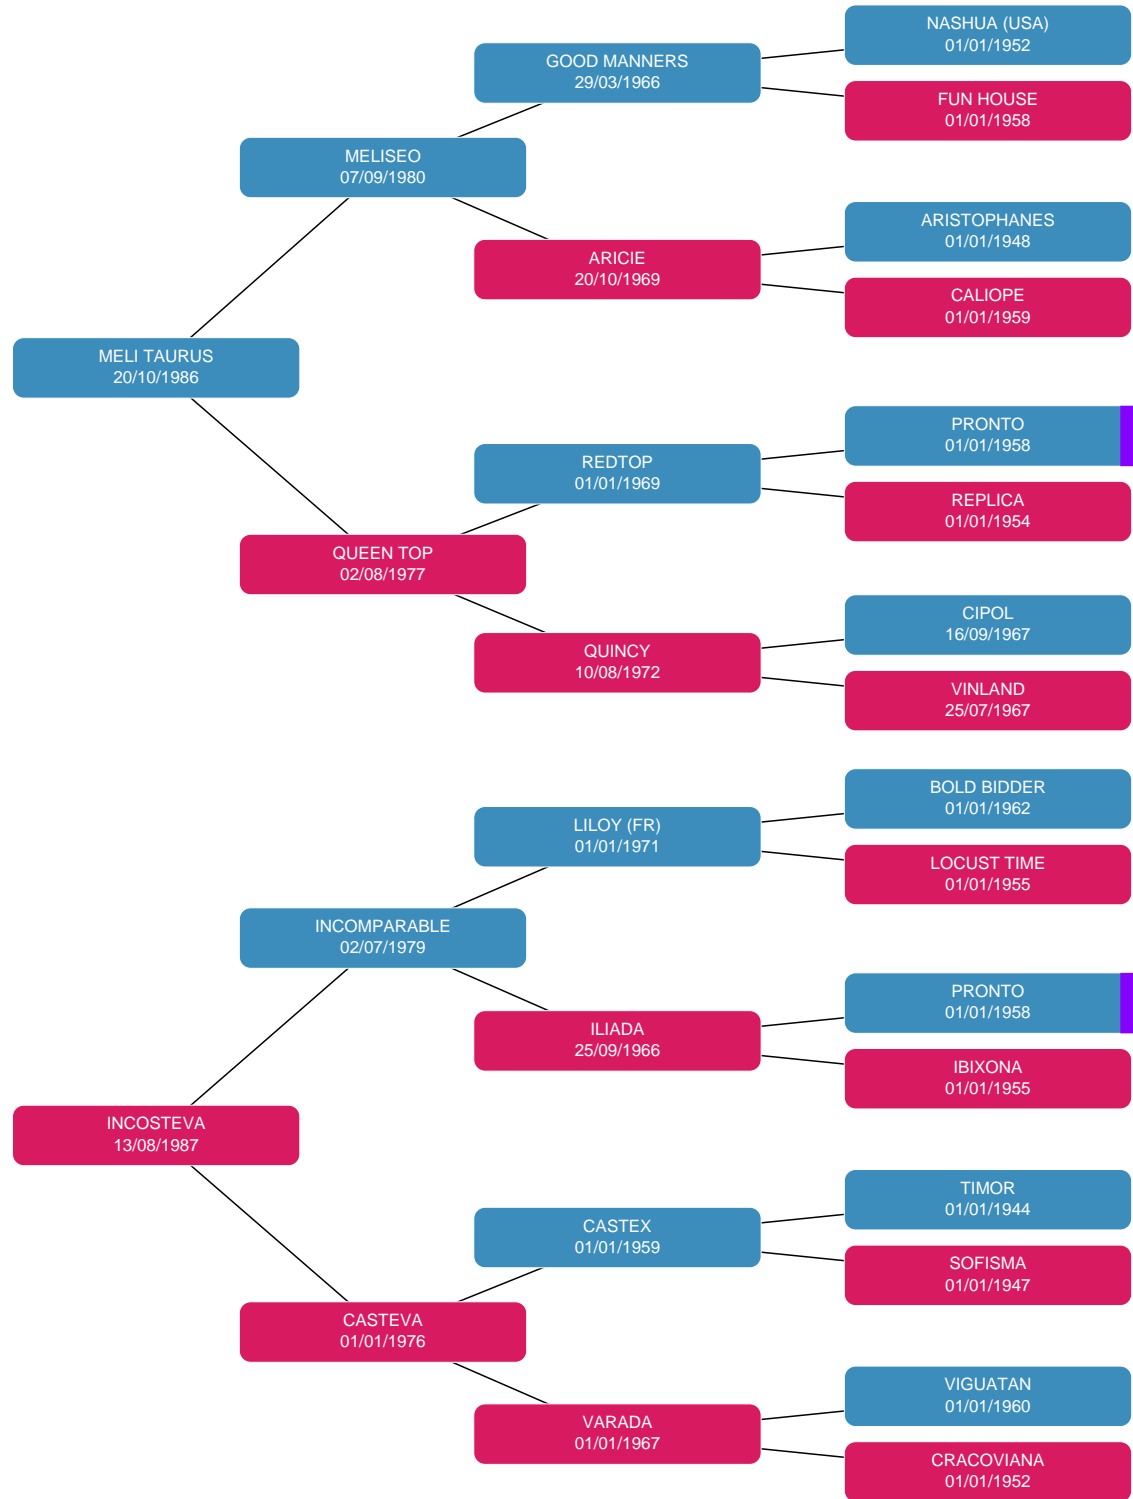 NASHUA (USA)
01/01/1952
GOOD MANNERS
29/03/1966
FUN HOUSE
01/01/1958
MELISEO
07/09/1980
ARISTOPHANES
01/01/1948
ARICIE
20/10/1969
CALIOPE
01/01/1959
MELI TAURUS
20/10/1986
PRONTO
01/01/1958
REDTOP
01/01/1969
REPLICA
01/01/1954
QUEEN TOP
02/08/1977
CIPOL
16/09/1967
QUINCY
10/08/1972
VINLAND
25/07/1967
BOLD BIDDER
01/01/1962
LILOY (FR)
01/01/1971
LOCUST TIME
01/01/1955
INCOMPARABLE
02/07/1979
PRONTO
01/01/1958
ILIADA
25/09/1966
IBIXONA
01/01/1955
INCOSTEVA
13/08/1987
TIMOR
01/01/1944
CASTEX
01/01/1959
SOFISMA
01/01/1947
CASTEVA
01/01/1976
VIGUATAN
01/01/1960
VARADA
01/01/1967
CRACOVIANA
01/01/1952